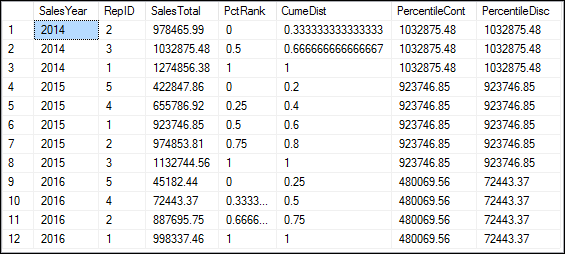 SalesYear RepID SalesTotal PctRank CumeDist PercentileCont PercentileDisc
1 2014 2 978465.99 0 0.333333333333333 1032875.48 1032875.48
2 2014 3 1032875.48 0.5 0.666666666666667 1032875.48 1032875.48
3 2014 1 1274856.38 1 1 1032875.48 1032875.48
4 2015 5 422847.86 0 0.2 923746.85 923746.85
5 2015 4 655786.92 0.25 0.4 923746.85 923746.85
6 2015 1 923746.85 0.5 0.6 923746.85 923746.85
7 2015 2 974853.81 0.75 0.8 923746.85 923746.85
8 2015 3 1132744.56 1 1 923746.85 923746.85
9 2016 5 45182.44 0 0.25 480069.56 72443.37
10 2016 4 72443.37 0.3333... 0.5 480069.56 72443.37
11 2016 2 887695.75 0.6666... 0.75 480069.56 72443.37
12 2016 1 998337.46 1 1 480069.56 72443.37